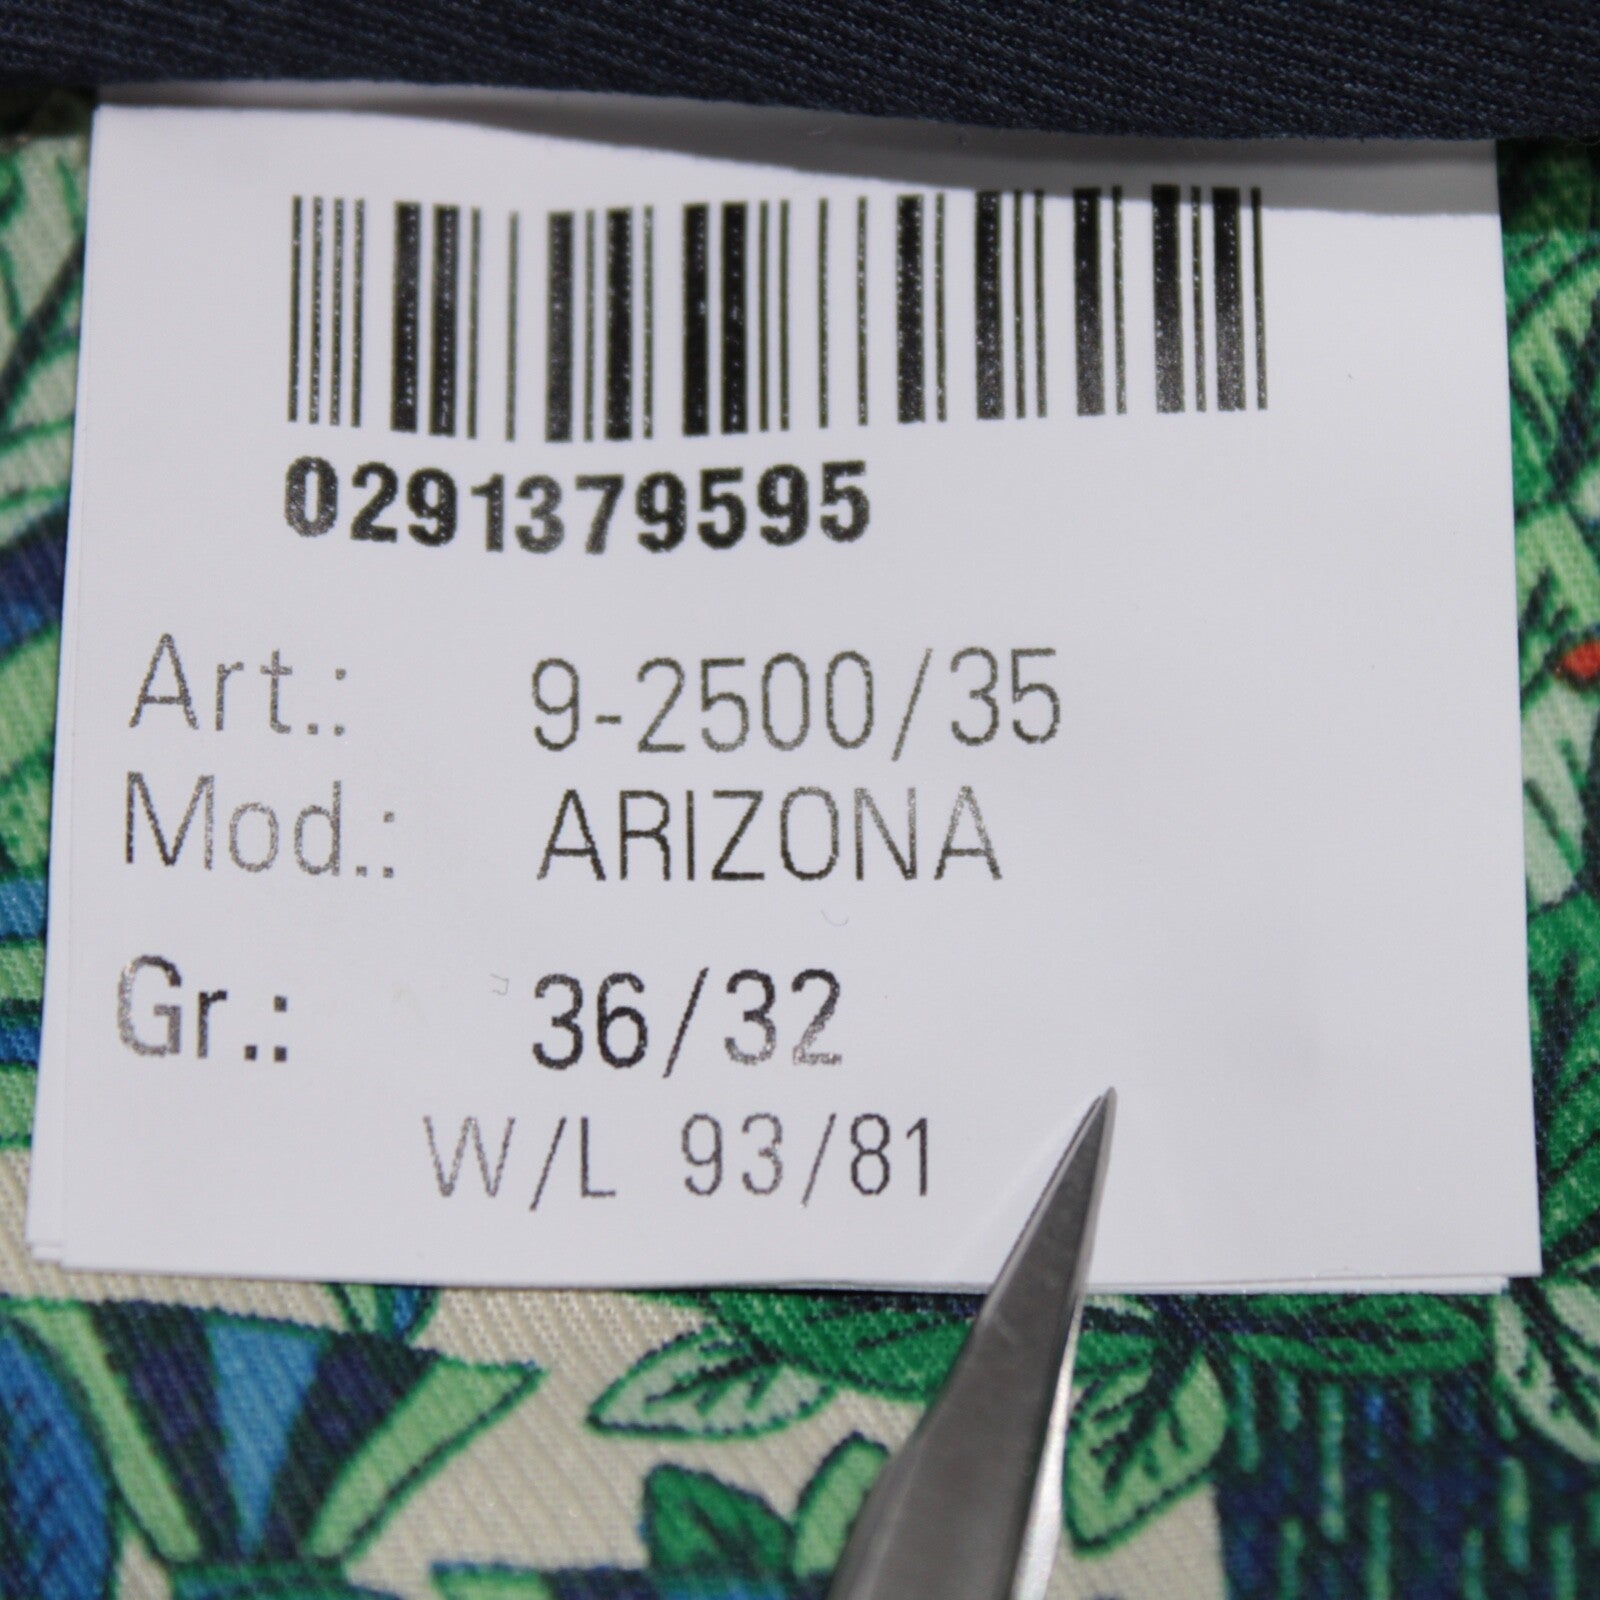 0291379595
Art.: 9-2500/35
Mod.: ARIZONA
Gr.: 36/32
W/L 93/81